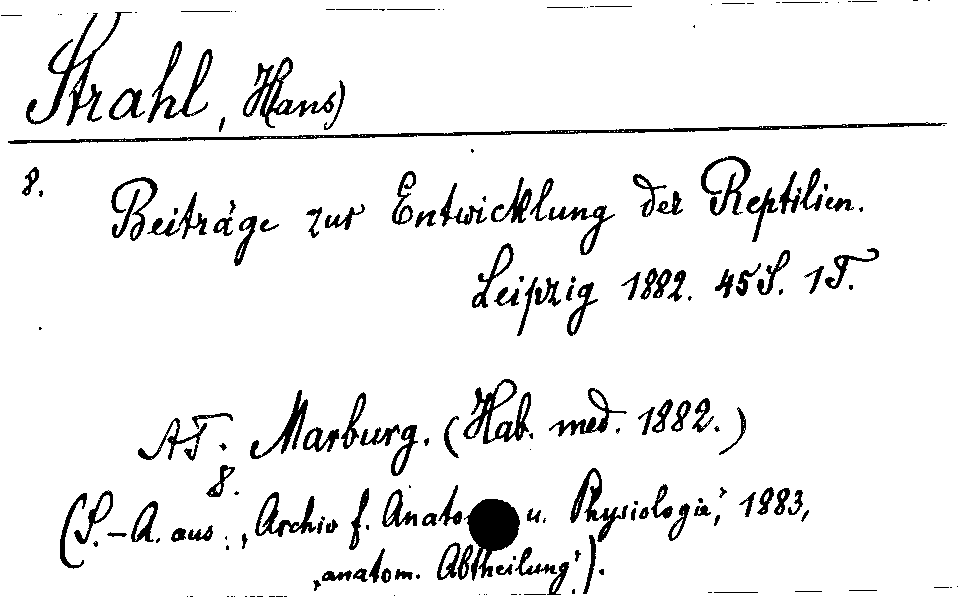 Strahl, Hans)
8.
Beiträge zur Entwicklung der Reptilien.
Leipzig 1882. 45 S. 1 T.
AT. Marburg. (Hab. med. 1882.)
8.
(S.-A. aus: 'Archiv f. Anato u. Physiologie', 1883,
'anatom. Abtheilung').